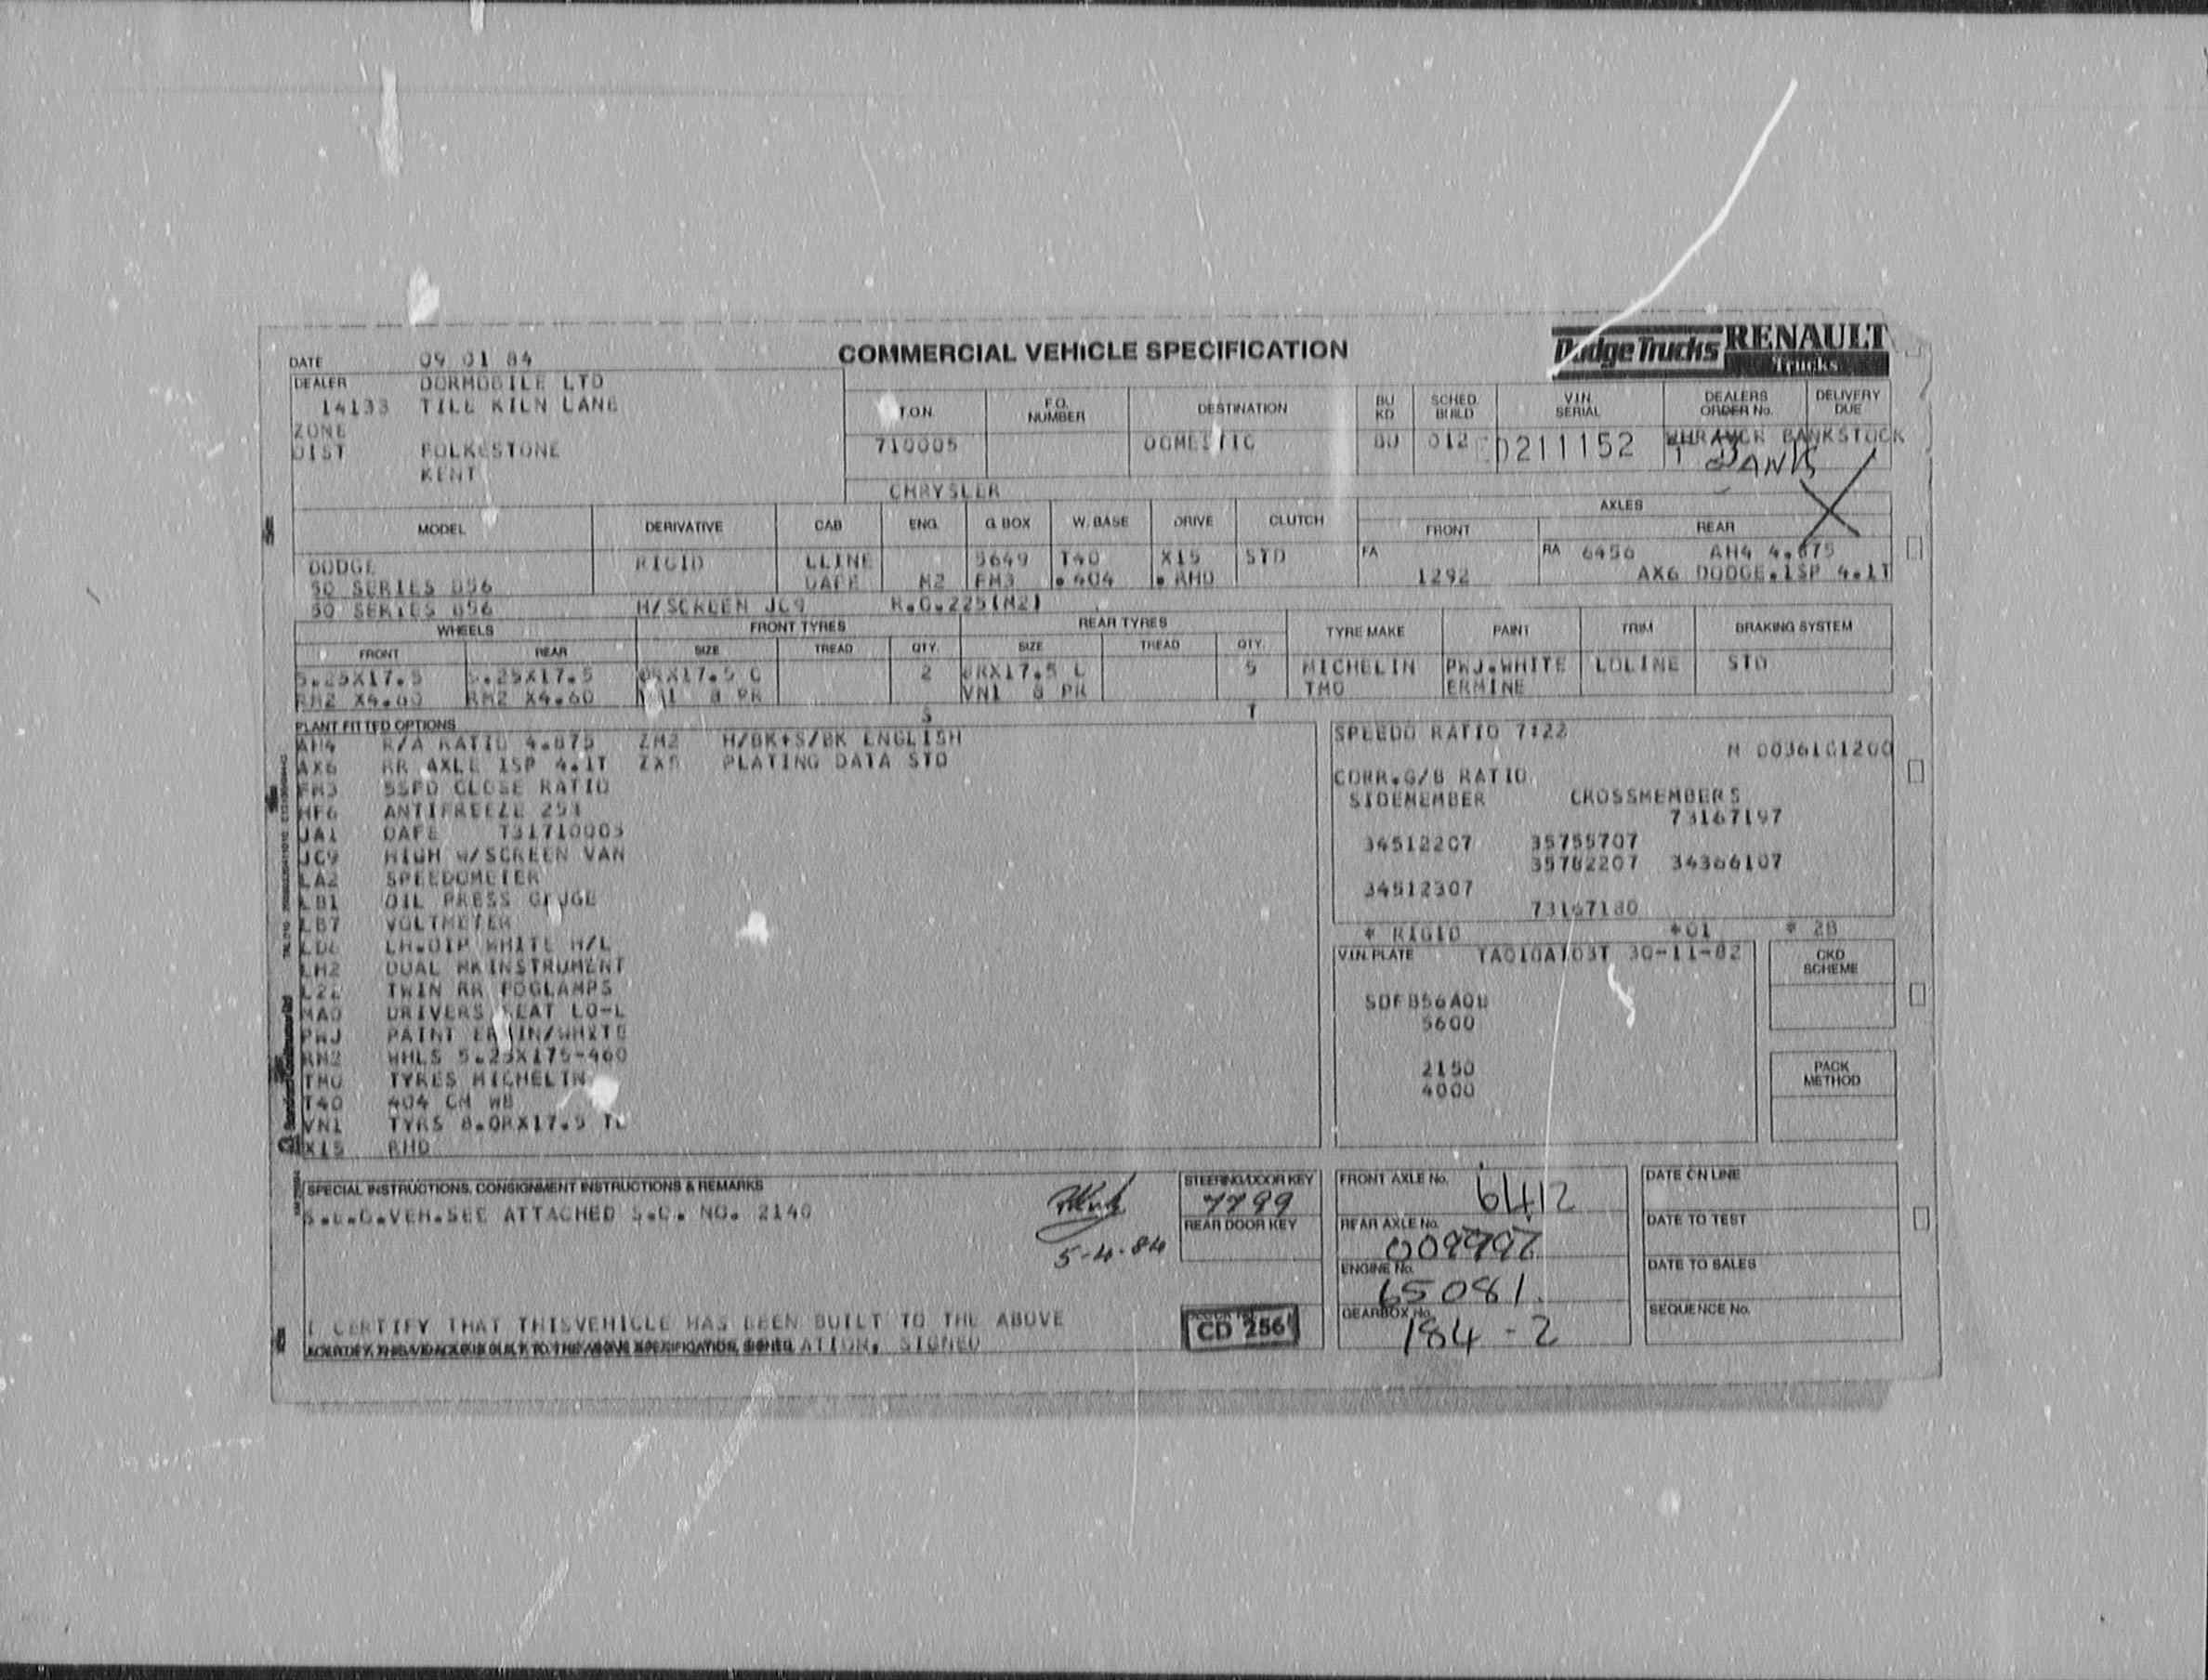 COMMERCIAL VEHICLE SPECIFICATION
Dodge Trucks RENAULT Trucks
DATE 09 01 84
DEALER DORMOBILE LTD
14133 TILE KILN LANE
ZONE
DIST FOLKESTONE
KENT
T.O.N. F.O. NUMBER DESTINATION BU KD SCHED. BUILD V.I.N. SERIAL DEALERS ORDER No. DELIVERY DUE
710005 DOMESTIC BU 012 D211152 BANKSTOCK
BANK
CHRYSLER
MODEL DERIVATIVE CAB ENG. G. BOX W. BASE DRIVE CLUTCH AXLES
FRONT REAR
DODGE RIGID LLINE 5649 T40 X15 STD FA RA 6456 AH4 4.875
50 SERIES B56 DAFE M2 FM3 .404 . RHD 1292 AX6 DODGE.1SP 4.1T
50 SERIES B56 H/SCREEN JC9 R.G.225(M2)
WHEELS FRONT TYRES REAR TYRES TYRE MAKE PAINT TRIM BRAKING SYSTEM
FRONT REAR SIZE TREAD QTY. SIZE TREAD QTY.
5.25X17.5 5.25X17.5 8RX17.5 C 2 8RX17.5 C 5 MICHELIN PWJ.WHITE LOLINE STD
RM2 X4.60 RM2 X4.60 8 PR VN1 8 PR TMO ERMINE
S T
PLANT FITTED OPTIONS
AH4 R/A RATIO 4.875 ZM2 H/BK+S/BK ENGLISH
AX6 RR AXLE 1SP 4.1T ZX5 PLATING DATA STD
FM3 5SPD CLOSE RATIO
HF6 ANTIFREEZE 25%
JA1 DAFE T31710005
JC9 HIGH W/SCREEN VAN
LA2 SPEEDOMETER
LB1 OIL PRESS GAUGE
LB7 VOLTMETER
LD6 LH.DIP WHITE H/L
LM2 DUAL MKINSTRUMENT
TWIN RR FOGLAMPS
MAO DRIVERS SEAT LO-L
PWJ PAINT ERMIN/WHITE
RM2 WHLS 5.25X175-460
TMO TYRES MICHELIN
T40 404 CM WB
VN1 TYRS 8.0RX17.5 TL
X15 RHD
SPEEDO RATIO 7:22
M 0036101200
CORR.G/B RATIO
SIDEMEMBER CROSSMEMBERS
73167197
34512207 35755707
35782207 34366107
34512307
73167180
* RIGID *01 * 2B
V.I.N. PLATE TA010A103T 30-11-82
CKD SCHEME
SDFB56A0B
5600
2150
4000
PACK METHOD
SPECIAL INSTRUCTIONS, CONSIGNMENT INSTRUCTIONS & REMARKS
S.E.O.VEH.SEE ATTACHED S.O. NO. 2140
5-4-84
STEERING/DOOR KEY
7799
REAR DOOR KEY
CD 256
FRONT AXLE No. 6412
REAR AXLE No. 009997
ENGINE No. 65081.
GEARBOX No. 184 - 2
DATE ON LINE
DATE TO TEST
DATE TO SALES
SEQUENCE No.
I CERTIFY THAT THISVEHICLE HAS BEEN BUILT TO THE ABOVE
SIGNED